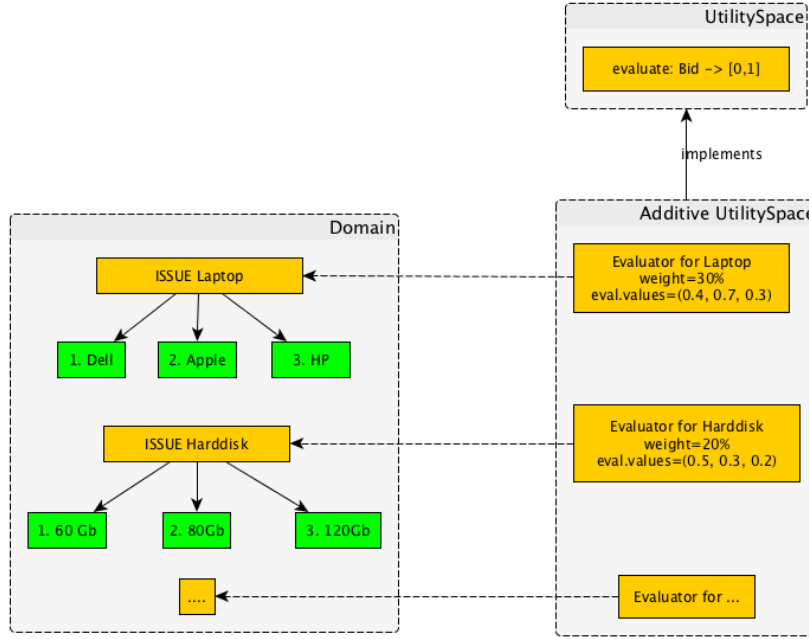 UtilitySpace
evaluate: Bid -> [0,1]
implements
Domain
ISSUE Laptop
1. Dell
2. Apple
3. HP
ISSUE Harddisk
1. 60 Gb
2. 80Gb
3. 120Gb
....
Additive UtilitySpace
Evaluator for Laptop
weight=30%
eval.values=(0.4, 0.7, 0.3)
Evaluator for Harddisk
weight=20%
eval.values=(0.5, 0.3, 0.2)
Evaluator for ...